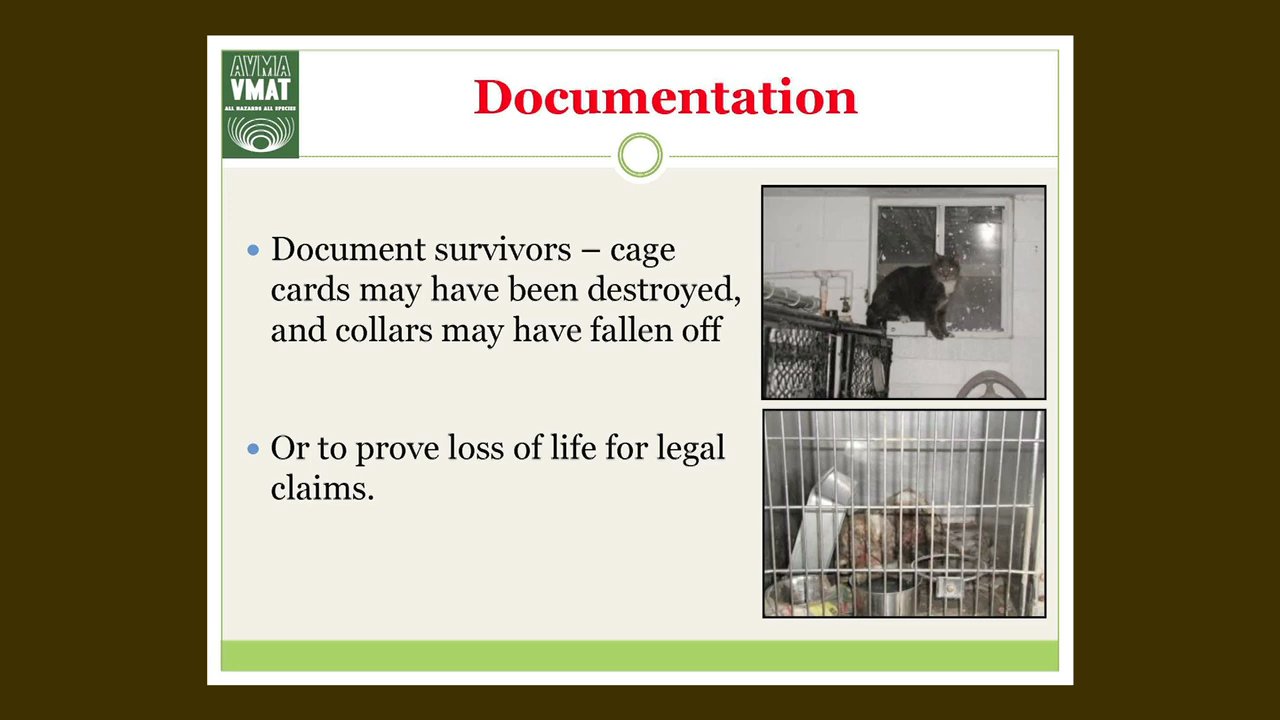 AVMA
VMAT
ALL HAZARDS ALL SPECIES
Documentation
Document survivors – cage
cards may have been destroyed,
and collars may have fallen off
Or to prove loss of life for legal
claims.